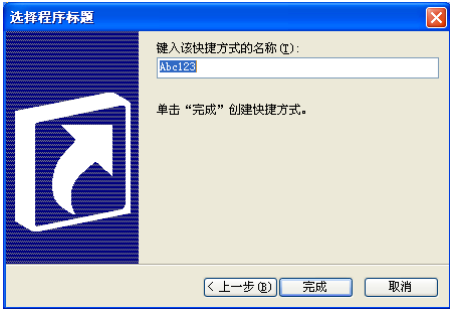 选择程序标题
键入该快捷方式的名称(T):
Abc123
单击“完成”创建快捷方式。
< 上一步(B)
完成
取消